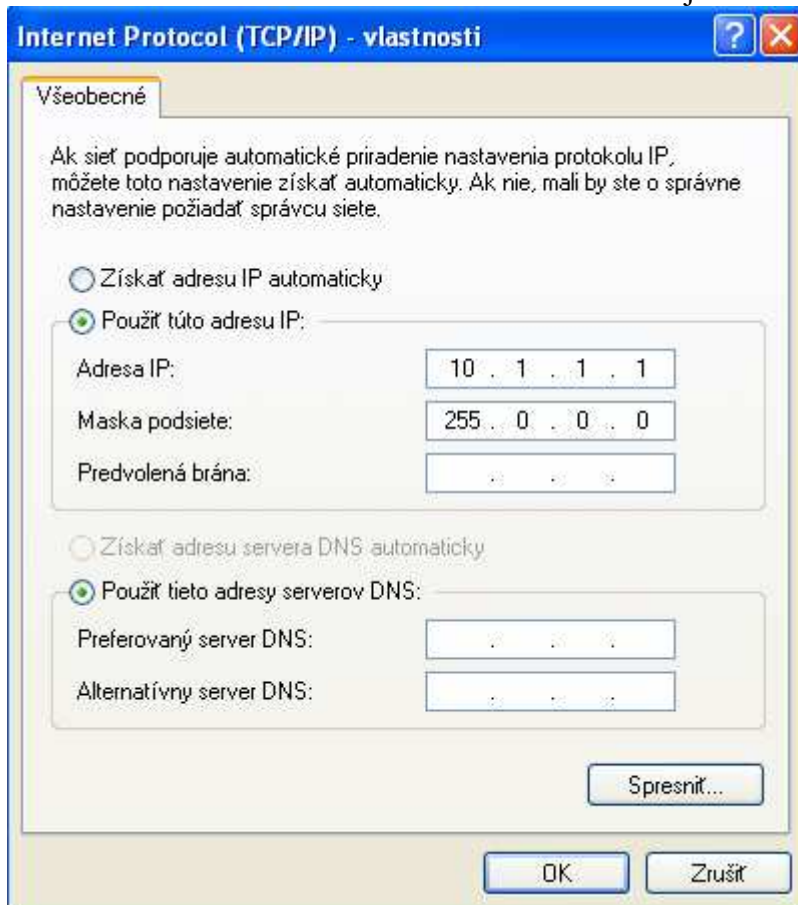 Internet Protocol (TCP/IP) - vlastnosti
Všeobecné
Ak sieť podporuje automatické priradenie nastavenia protokolu IP,
môžete toto nastavenie získať automaticky. Ak nie, mali by ste o správne
nastavenie požiadať správcu siete.
Získať adresu IP automaticky
Použiť túto adresu IP:
Adresa IP: 10 . 1 . 1 . 1
Maska podsiete: 255 . 0 . 0 . 0
Predvolená brána: . . .
Získať adresu servera DNS automaticky
Použiť tieto adresy serverov DNS:
Preferovaný server DNS: . . .
Alternatívny server DNS: . . .
Spresniť...
OK Zrušiť